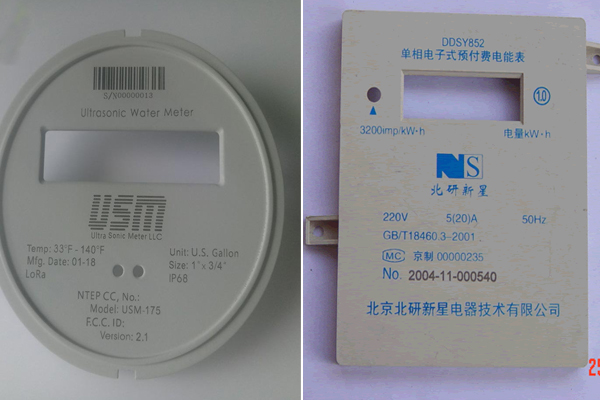 S/N00000013
Ultrasonic Water Meter
USM
Ultra Sonic Meter LLC
Temp: 33°F - 140°F
Mfg. Date: 01-18
LoRa
Unit: U.S. Gallon
Size: 1" x 3/4"
IP68
NTEP CC, No.:
Model: USM-175
F.C.C. ID:
Version: 2.1
DDSY852
单相电子式预付费电能表
1.0
3200imp/kW·h
电量kW·h
NS
北研新星
220V 5(20)A 50Hz
GB/T18460.3-2001
MC 京制 00000235
No. 2004-11-000540
北京北研新星电器技术有限公司
25